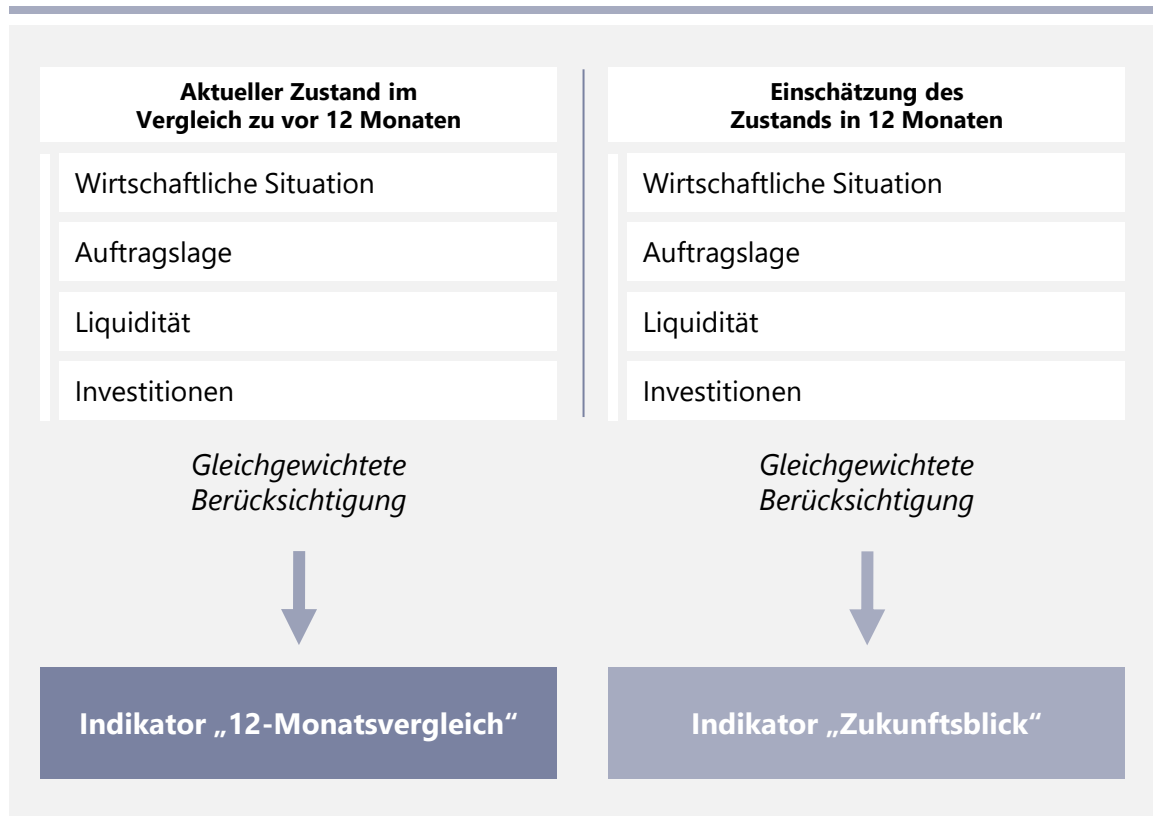 Aktueller Zustand im
Vergleich zu vor 12 Monaten
Wirtschaftliche Situation
Auftragslage
Liquidität
Investitionen
Gleichgewichtete
Berücksichtigung
Indikator „12-Monatsvergleich“
Einschätzung des
Zustands in 12 Monaten
Wirtschaftliche Situation
Auftragslage
Liquidität
Investitionen
Gleichgewichtete
Berücksichtigung
Indikator „Zukunftsblick“